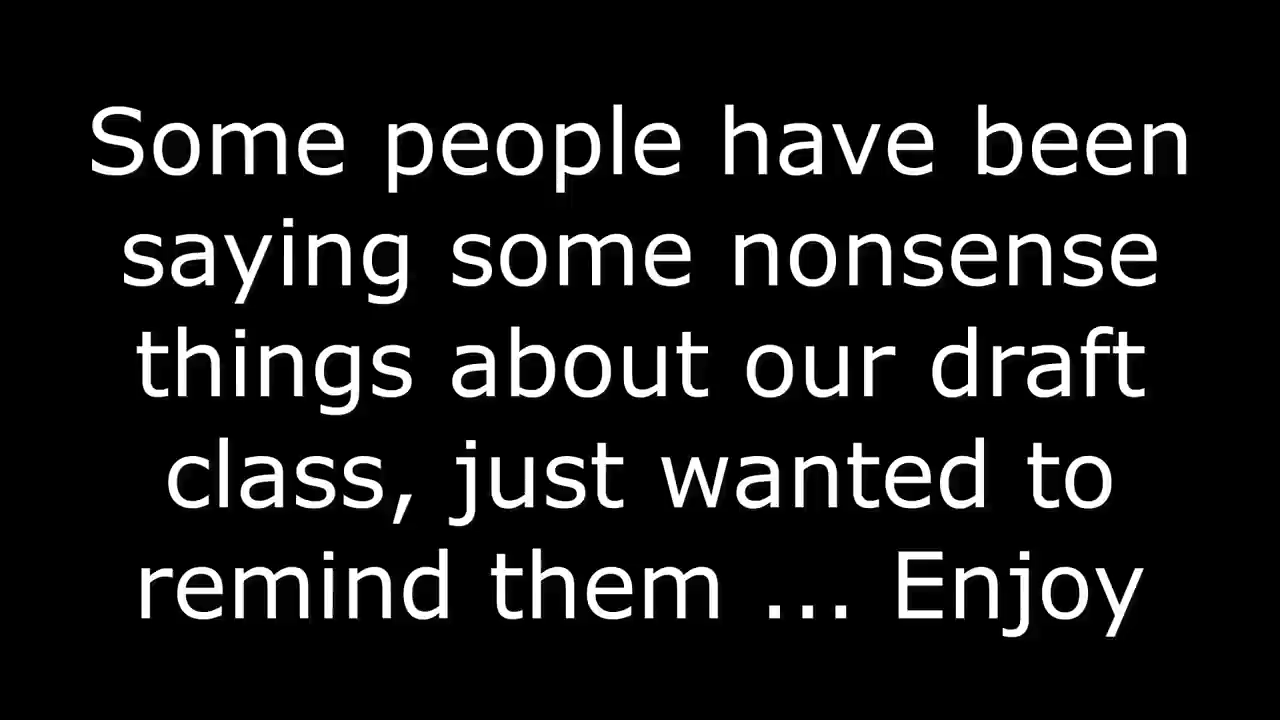 Some people have been
saying some nonsense
things about our draft
class, just wanted to
remind them ... Enjoy